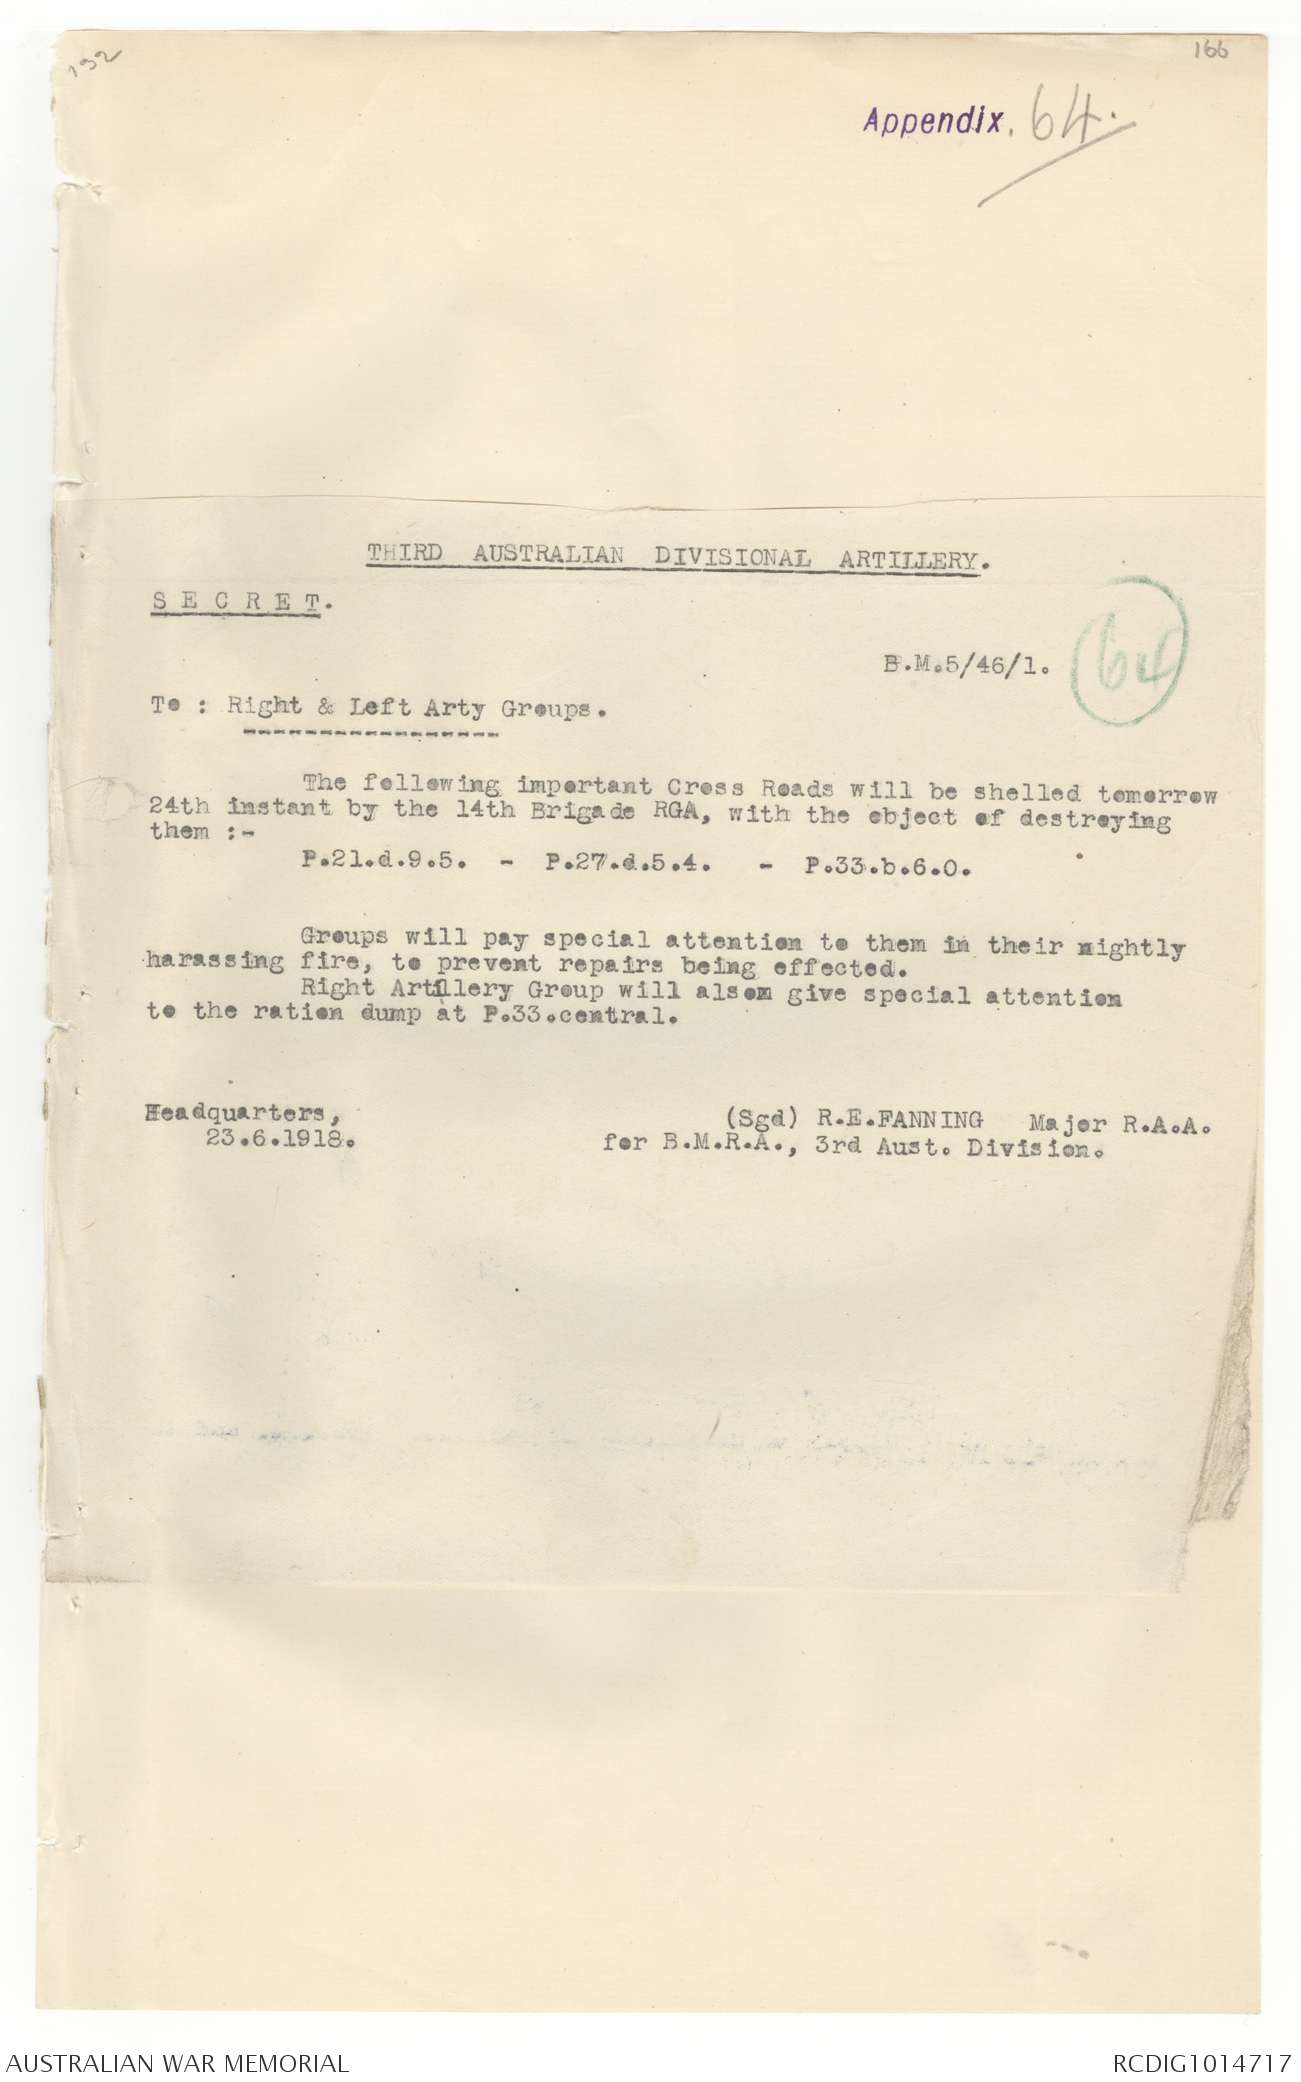 192
166
Appendix. 64.
THIRD AUSTRALIAN DIVISIONAL ARTILLERY.
S E C R E T.
B.M.5/46/1.
64
To : Right & Left Arty Groups.
The following important Cross Roads will be shelled tomorrow
24th instant by the 14th Brigade RGA, with the object of destroying
them :-
P.21.d.9.5. - P.27.d.5.4. - P.33.b.6.0.
Groups will pay special attention to them in their nightly
harassing fire, to prevent repairs being effected.
Right Artillery Group will alsom give special attention
to the ration dump at P.33.central.
Headquarters,
23.6.1918.
(Sgd) R.E.FANNING Major R.A.A.
for B.M.R.A., 3rd Aust. Division.
AUSTRALIAN WAR MEMORIAL
RCDIG1014717